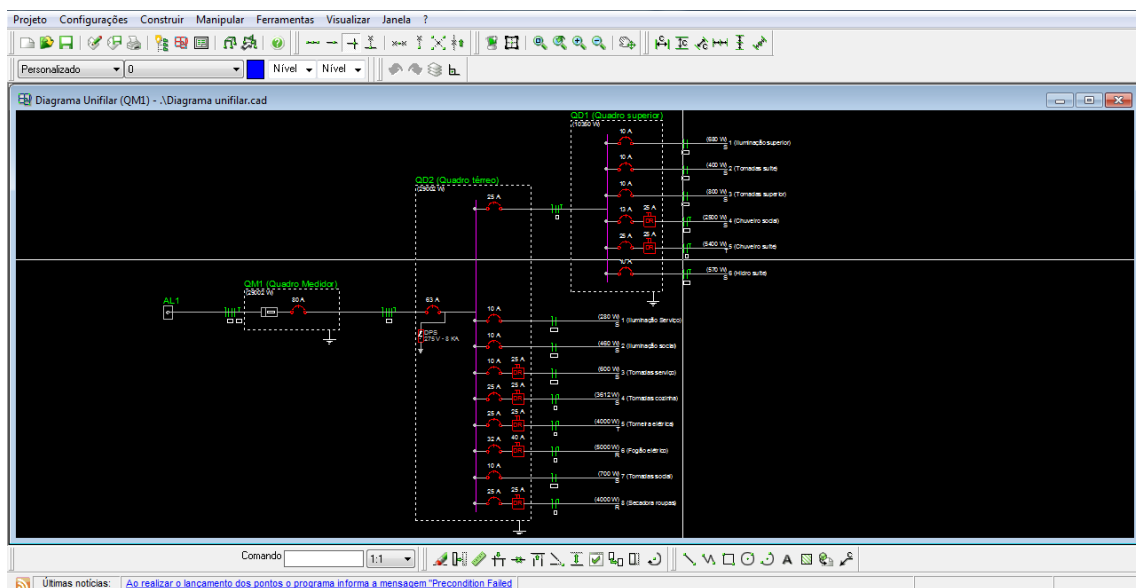 Projeto Configurações Construir Manipular Ferramentas Visualizar Janela ?
Personalizado 0 Nível Nível
Diagrama Unifilar (QM1) - .\Diagrama unifilar.cad
QD1 (Quadro superior)
(10350 W)
10 A
(680 W) 1 (Iluminação superior)
S
10 A
(400 W) 2 (Tomadas suíte)
S
10 A
(800 W) 3 (Tomadas superior)
S
13 A 25 A
(2500 W) 4 (Chuveiro social)
S
25 A 25 A
(5400 W) 5 (Chuveiro suíte)
T
10 A
(570 W) 6 (Hidro suíte)
S
QD2 (Quadro térreo)
(29002 W)
25 A
QM1 (Quadro Medidor)
(29002 W)
AL1
80 A
63 A
DPS
275 V - 8 KA
10 A
(280 W) 1 (Iluminação Serviço)
S
10 A
(460 W) 2 (Iluminação social)
S
10 A 25 A
(600 W) 3 (Tomadas serviço)
S
25 A 25 A
(3612 W) 4 (Tomadas cozinha)
S
25 A 25 A
(4000 W) 5 (Torneira elétrica)
T
32 A 40 A
(5000 W) 6 (Fogão elétrico)
R
10 A
(700 W) 7 (Tomadas social)
S
25 A 25 A
(4000 W) 8 (Secadora roupas)
R
Comando 1:1
Últimas notícias: Ao realizar o lançamento dos pontos o programa informa a mensagem "Precondition Failed